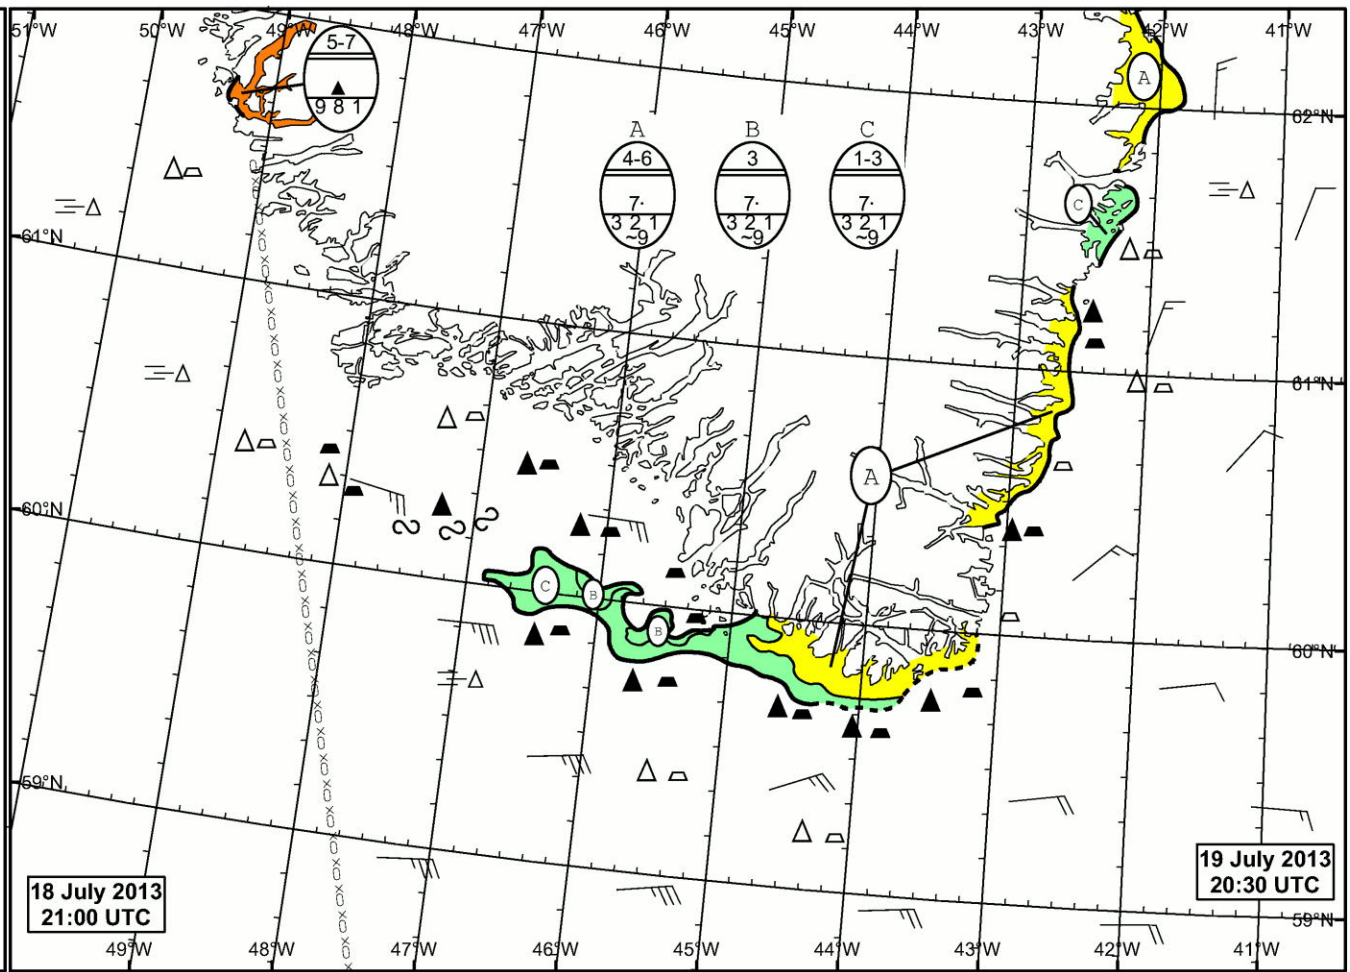 51°W 50°W 49°W 48°W 47°W 46°W 45°W 44°W 43°W 42°W 41°W
5-7
9 8 1
A
62°N
A B C
4-6 3 1-3
7· 7· 7·
3 2 1 3 2 1 3 2 1
~9 ~9 ~9
C
61°N
61°N
A
60°N
C B
B
60°N
59°N
18 July 2013
21:00 UTC
19 July 2013
20:30 UTC
59°N
49°W 48°W 47°W 46°W 45°W 44°W 43°W 42°W 41°W